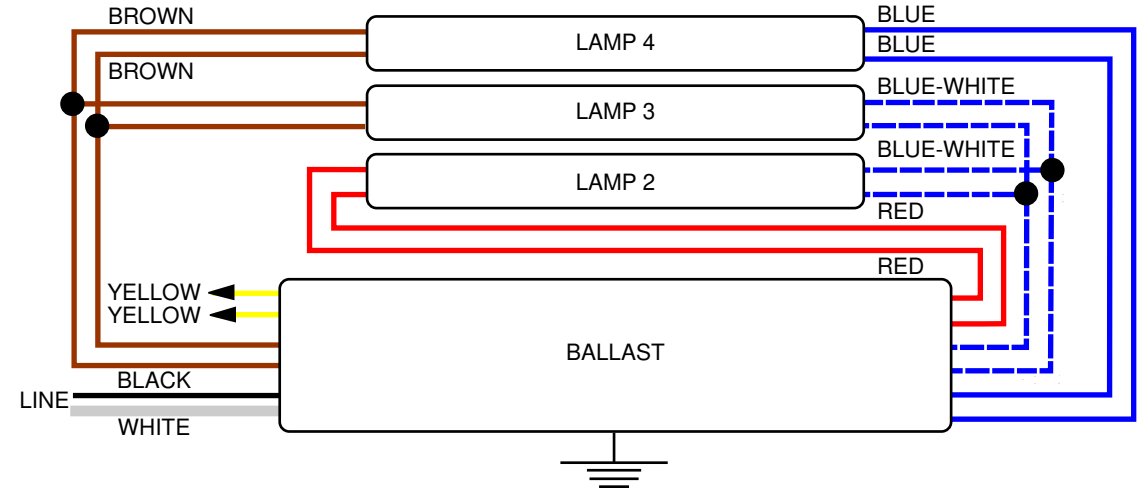 BROWN
BLUE
LAMP 4
BLUE
BROWN
BLUE-WHITE
LAMP 3
BLUE-WHITE
LAMP 2
RED
RED
YELLOW
YELLOW
BALLAST
BLACK
LINE
WHITE